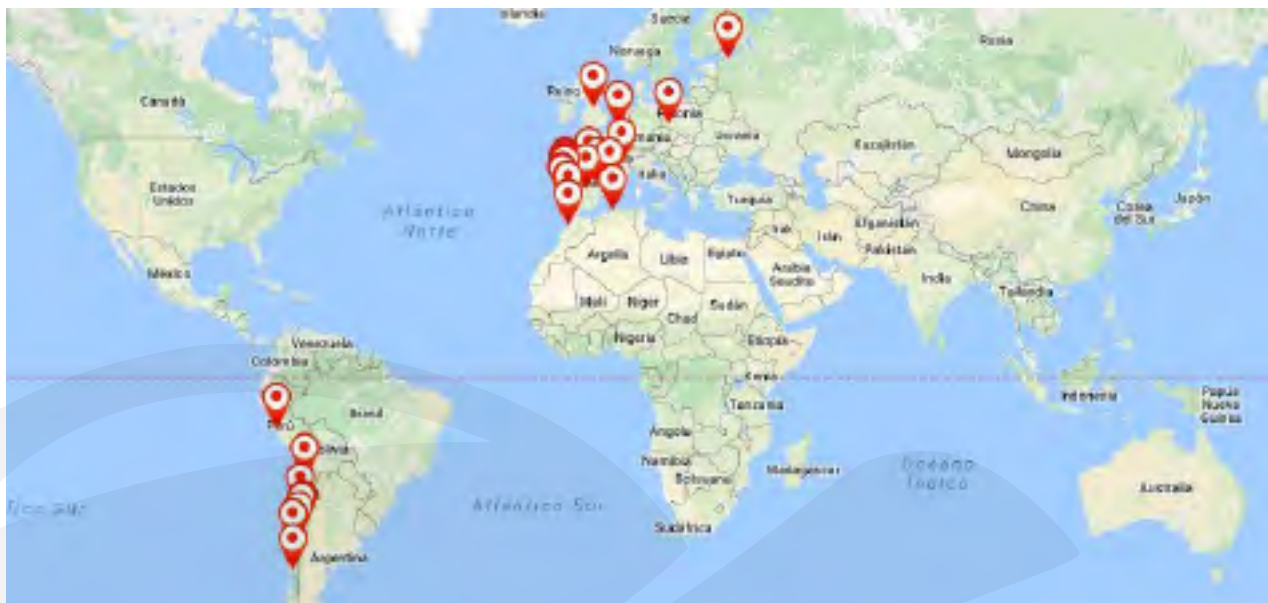 Islandia
Suecia
Rusia
Noruega
Reino
Canadá
Polonia
Ucrania
Kazajistán
Mongolia
Estados
Unidos
Italia
Turquía
China
Corea
del Sur
Japón
Atlántico
Norte
Irak
Irán
Afganistán
Pakistán
Argelia
Libia
Egipto
Arabia
Saudita
India
México
Malí
Níger
Chad
Sudán
Tailandia
Nigeria
Etiopía
Venezuela
Colombia
Kenia
Indonesia
Papúa
Nueva
Guinea
Perú
Brasil
Tanzania
Angola
Bolivia
Namibia
Botsuana
Madagascar
Océano
Índico
Australia
Atlántico Sur
Sudáfrica
Argentina